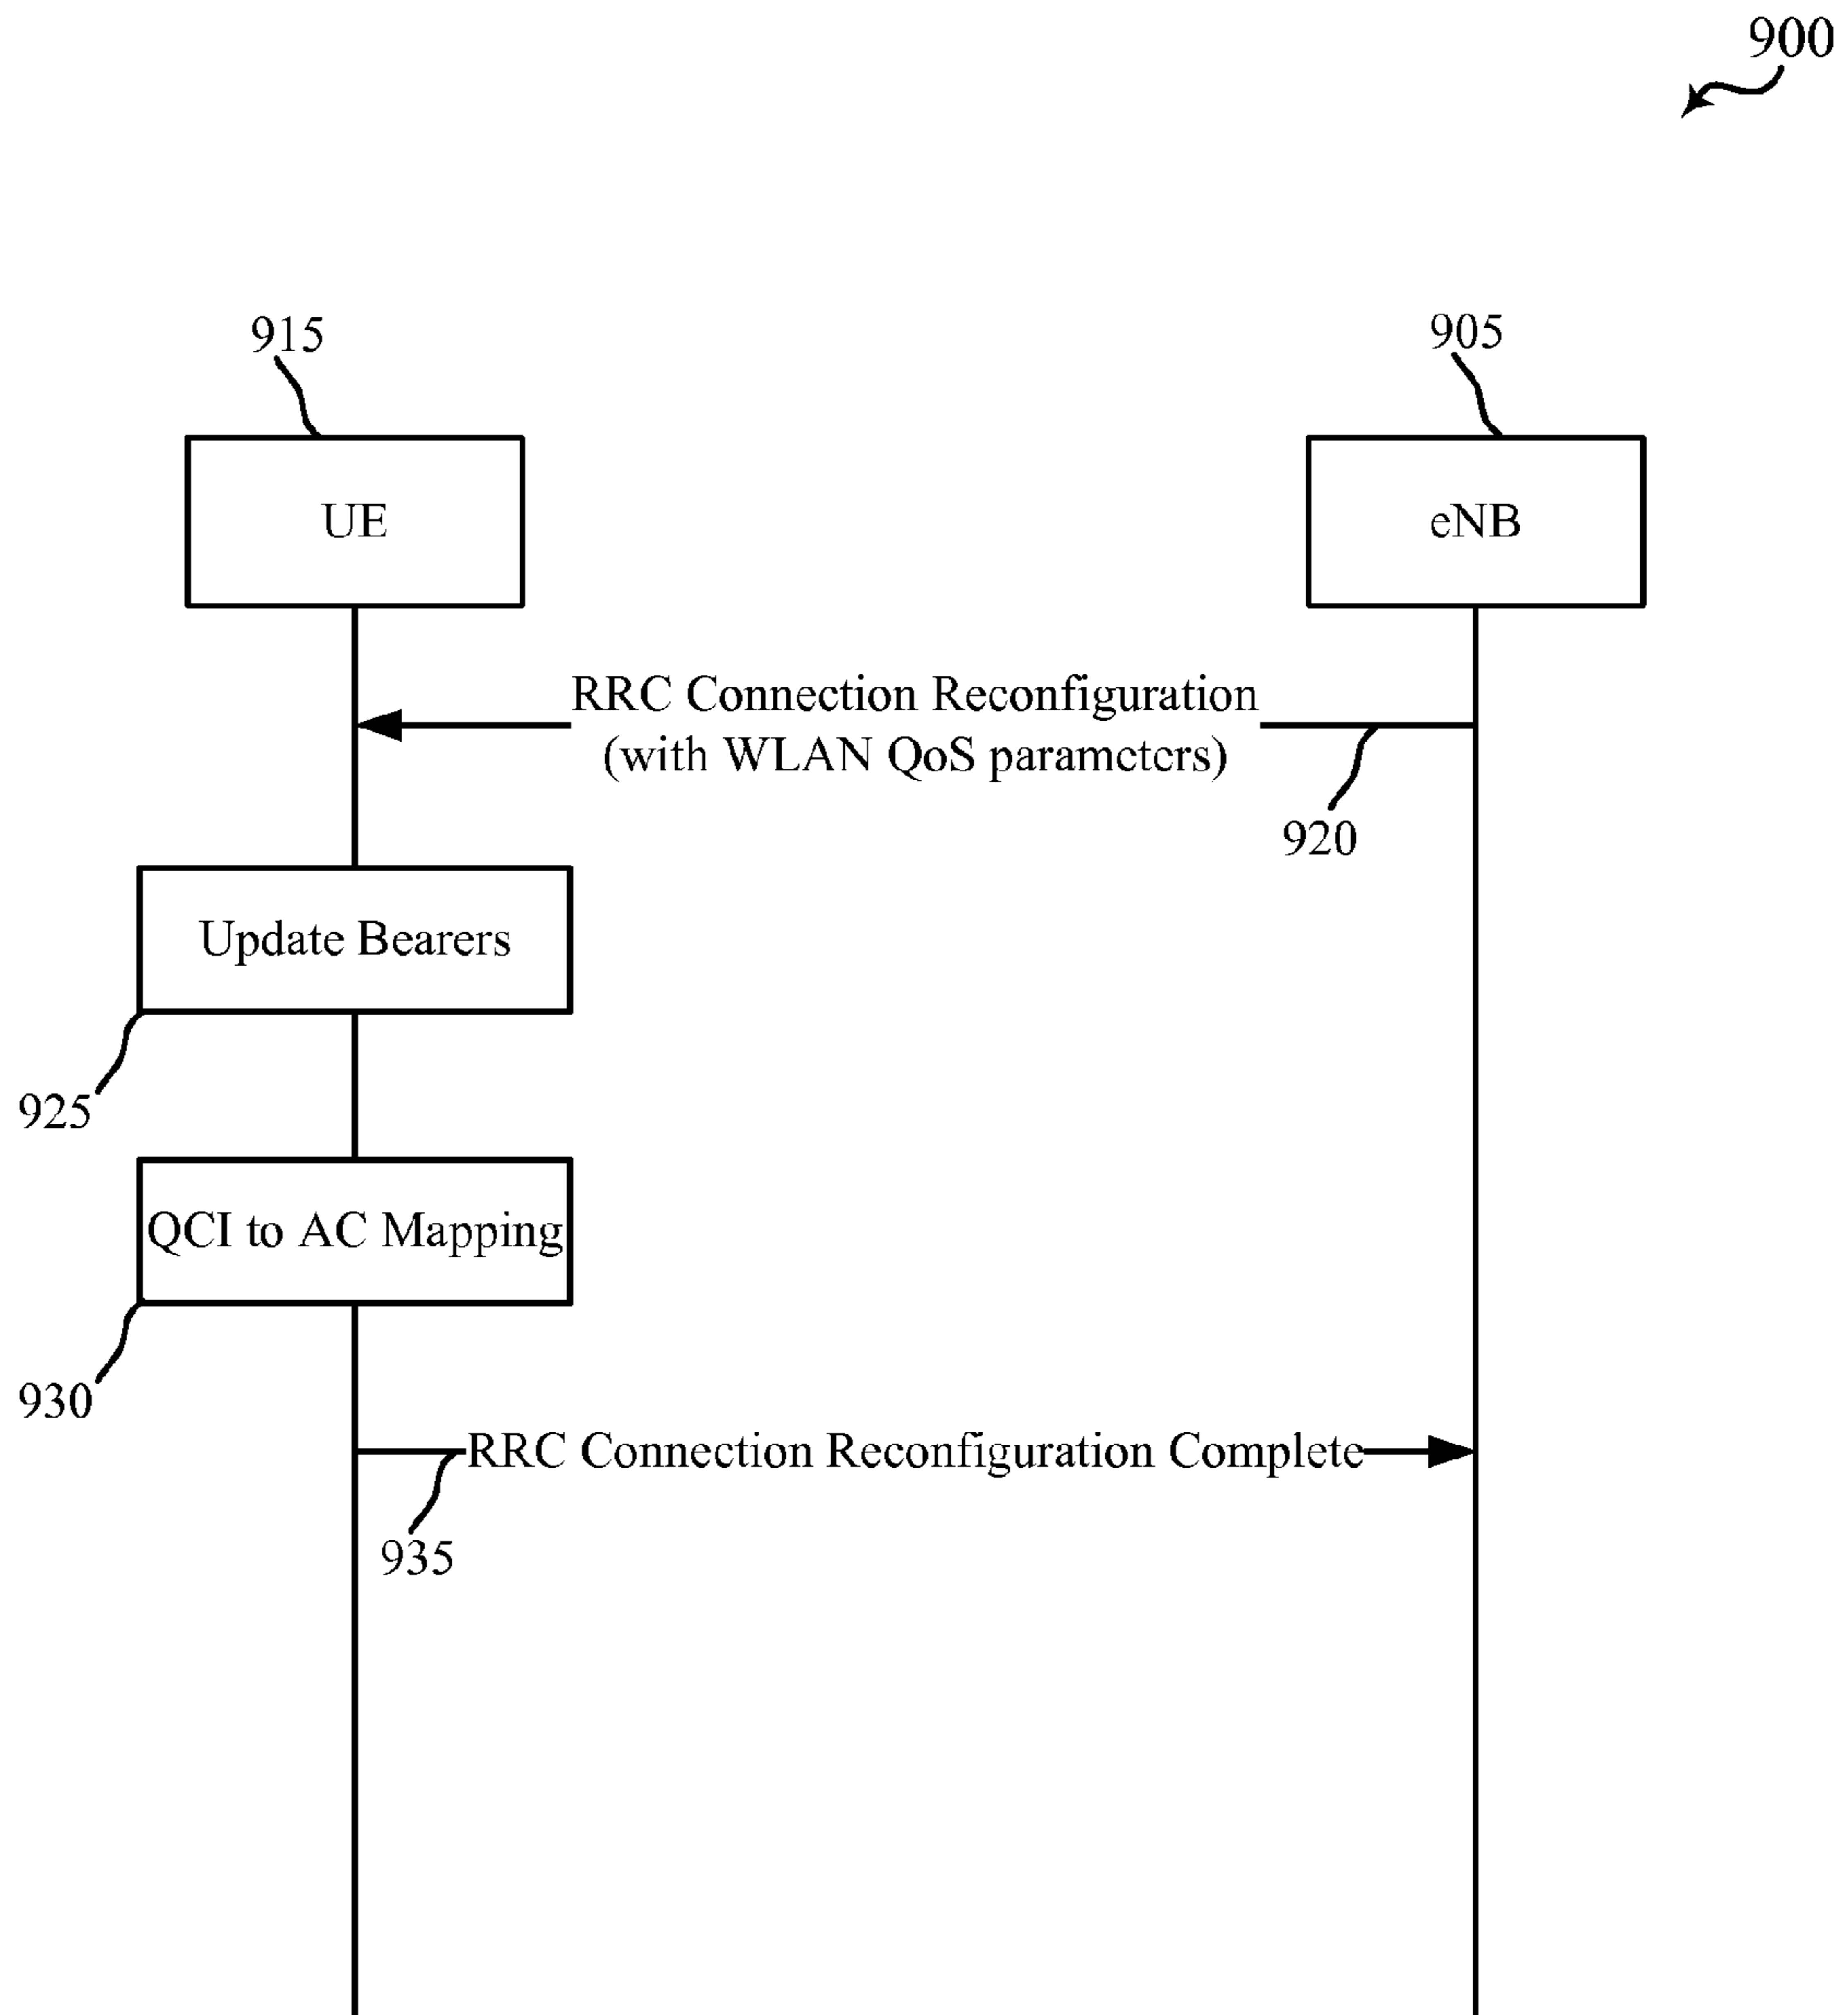 900
915
905
UE
eNB
RRC Connection Reconfiguration
(with WLAN QoS parameters)
920
Update Bearers
925
QCI to AC Mapping
930
RRC Connection Reconfiguration Complete
935